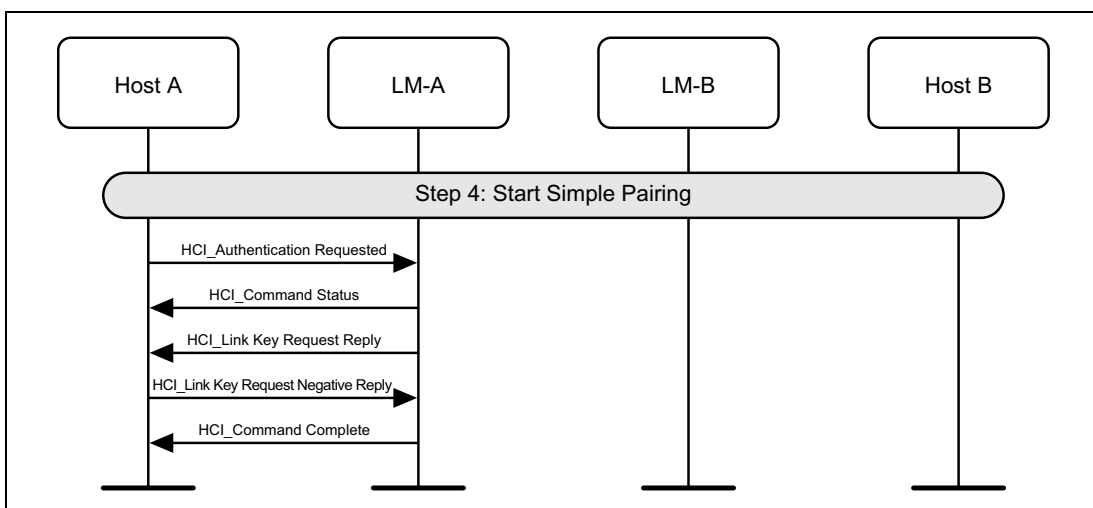 Host A
LM-A
LM-B
Host B
Step 4: Start Simple Pairing
HCI_Authentication Requested
HCI_Command Status
HCI_Link Key Request Reply
HCI_Link Key Request Negative Reply
HCI_Command Complete